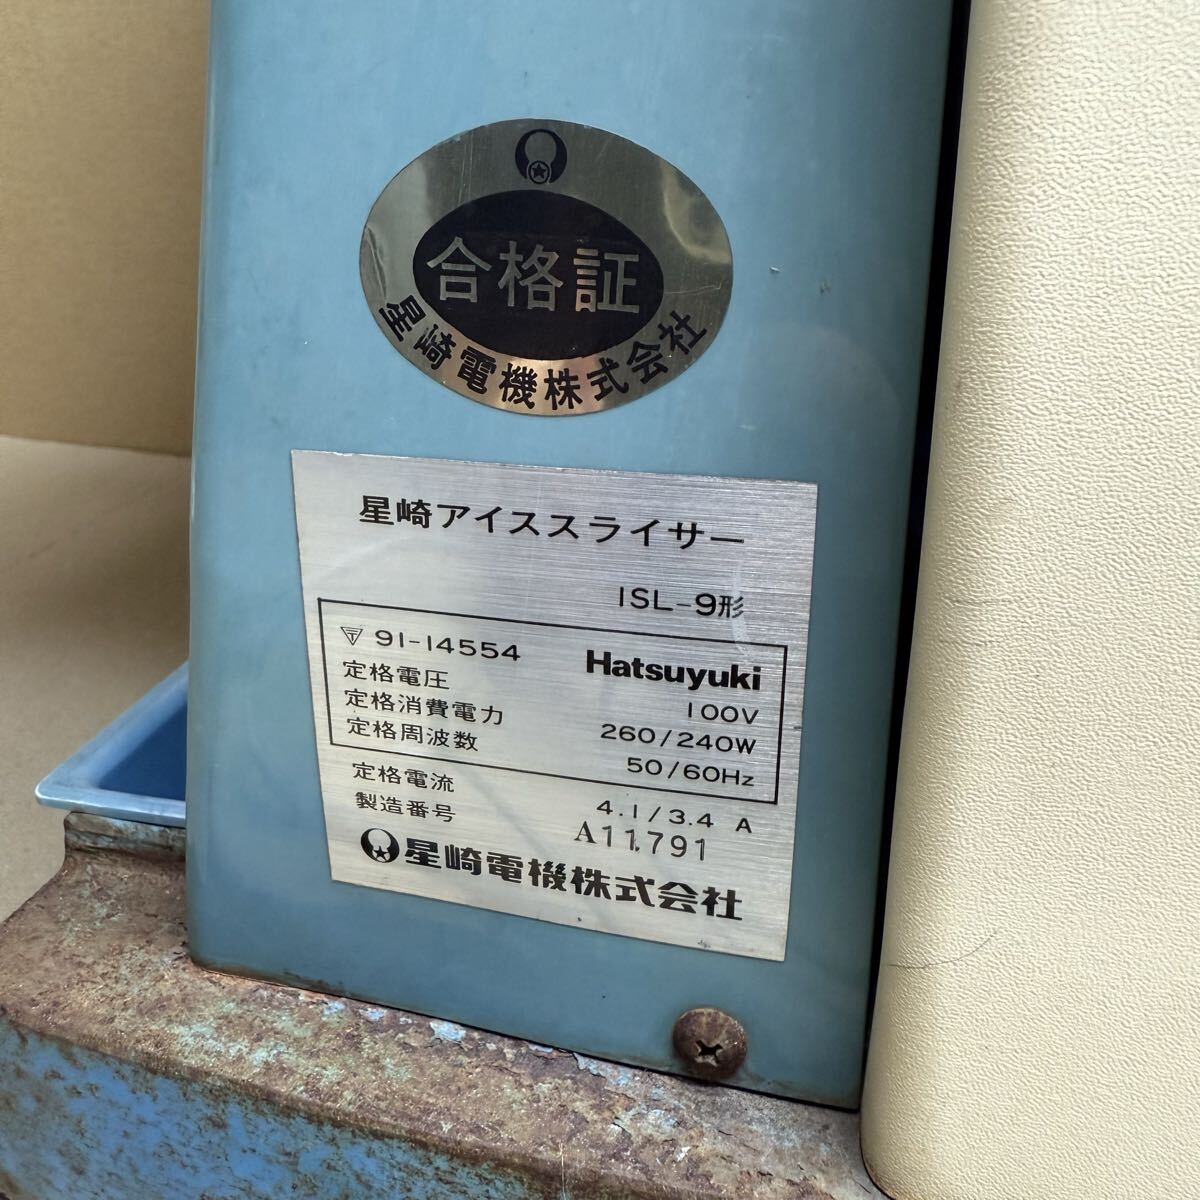 合格証
星崎電機株式会社
星崎アイススライサー
ISL-9形
〒 91-14554 Hatsuyuki
定格電圧 100V
定格消費電力 260/240W
定格周波数 50/60Hz
定格電流 4.1/3.4 A
製造番号 A11791
星崎電機株式会社